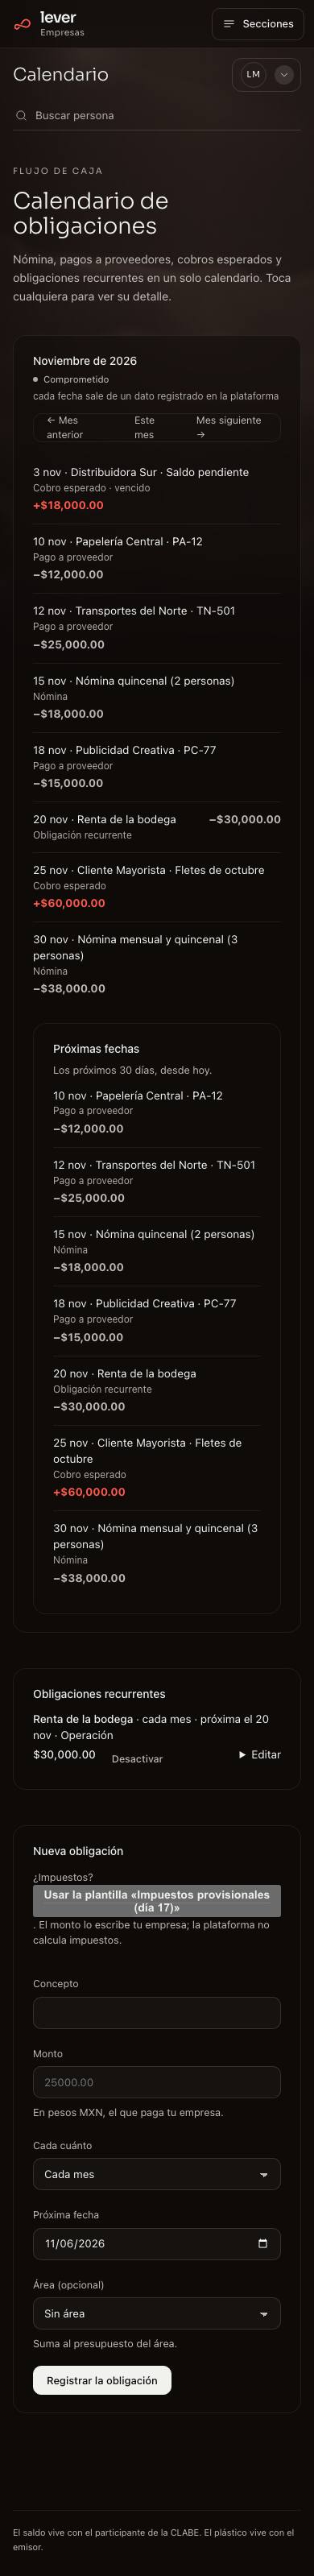 lever
Empresas
Secciones
Calendario
LM
Buscar persona
FLUJO DE CAJA
Calendario de
obligaciones
Nómina, pagos a proveedores, cobros esperados y
obligaciones recurrentes en un solo calendario. Toca
cualquiera para ver su detalle.
Noviembre de 2026
Comprometido
cada fecha sale de un dato registrado en la plataforma
← Mes
anterior
Este
mes
Mes siguiente
→
3 nov · Distribuidora Sur · Saldo pendiente
Cobro esperado · vencido
+$18,000.00
10 nov · Papelería Central · PA-12
Pago a proveedor
−$12,000.00
12 nov · Transportes del Norte · TN-501
Pago a proveedor
−$25,000.00
15 nov · Nómina quincenal (2 personas)
Nómina
−$18,000.00
18 nov · Publicidad Creativa · PC-77
Pago a proveedor
−$15,000.00
20 nov · Renta de la bodega −$30,000.00
Obligación recurrente
25 nov · Cliente Mayorista · Fletes de octubre
Cobro esperado
+$60,000.00
30 nov · Nómina mensual y quincenal (3
personas)
Nómina
−$38,000.00
Próximas fechas
Los próximos 30 días, desde hoy.
10 nov · Papelería Central · PA-12
Pago a proveedor
−$12,000.00
12 nov · Transportes del Norte · TN-501
Pago a proveedor
−$25,000.00
15 nov · Nómina quincenal (2 personas)
Nómina
−$18,000.00
18 nov · Publicidad Creativa · PC-77
Pago a proveedor
−$15,000.00
20 nov · Renta de la bodega
Obligación recurrente
−$30,000.00
25 nov · Cliente Mayorista · Fletes de
octubre
Cobro esperado
+$60,000.00
30 nov · Nómina mensual y quincenal (3
personas)
Nómina
−$38,000.00
Obligaciones recurrentes
Renta de la bodega · cada mes · próxima el 20
nov · Operación
$30,000.00 Desactivar ▶ Editar
Nueva obligación
¿Impuestos?
Usar la plantilla «Impuestos provisionales
(día 17)»
. El monto lo escribe tu empresa; la plataforma no
calcula impuestos.
Concepto
Monto
25000.00
En pesos MXN, el que paga tu empresa.
Cada cuánto
Cada mes
Próxima fecha
11/06/2026
Área (opcional)
Sin área
Suma al presupuesto del área.
Registrar la obligación
El saldo vive con el participante de la CLABE. El plástico vive con el
emisor.